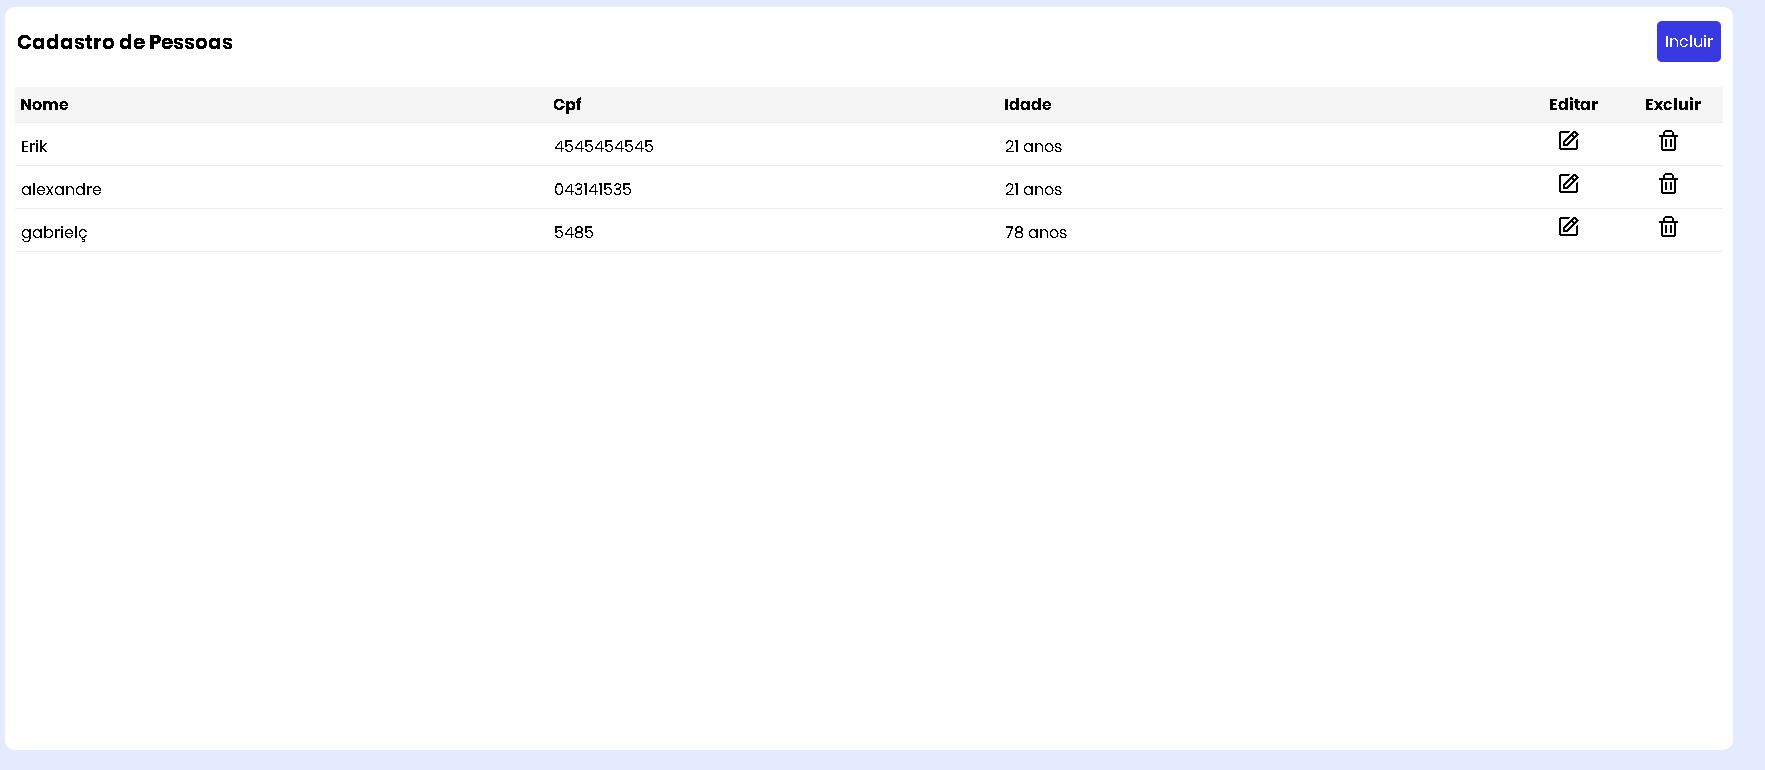 Cadastro de Pessoas Incluir
Nome Cpf Idade Editar Excluir
Erik 4545454545 21 anos
alexandre 043141535 21 anos
gabrielç 5485 78 anos